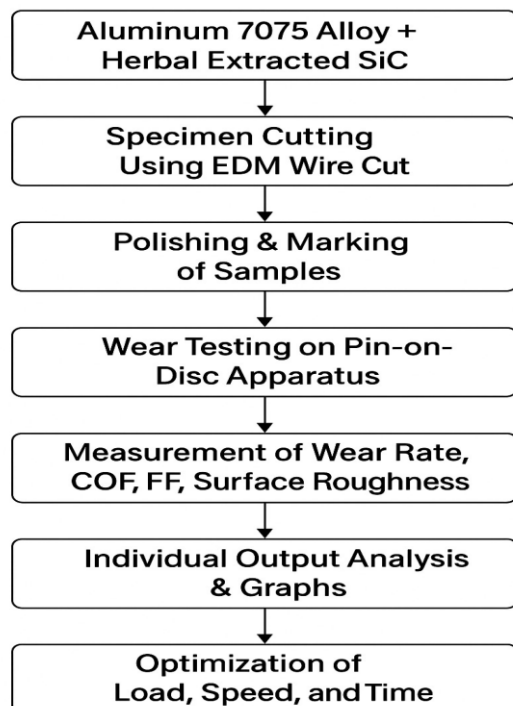 Aluminum 7075 Alloy +
Herbal Extracted SiC
Specimen Cutting
Using EDM Wire Cut
Polishing & Marking
of Samples
Wear Testing on Pin-on-
Disc Apparatus
Measurement of Wear Rate,
COF, FF, Surface Roughness
Individual Output Analysis
& Graphs
Optimization of
Load, Speed, and Time